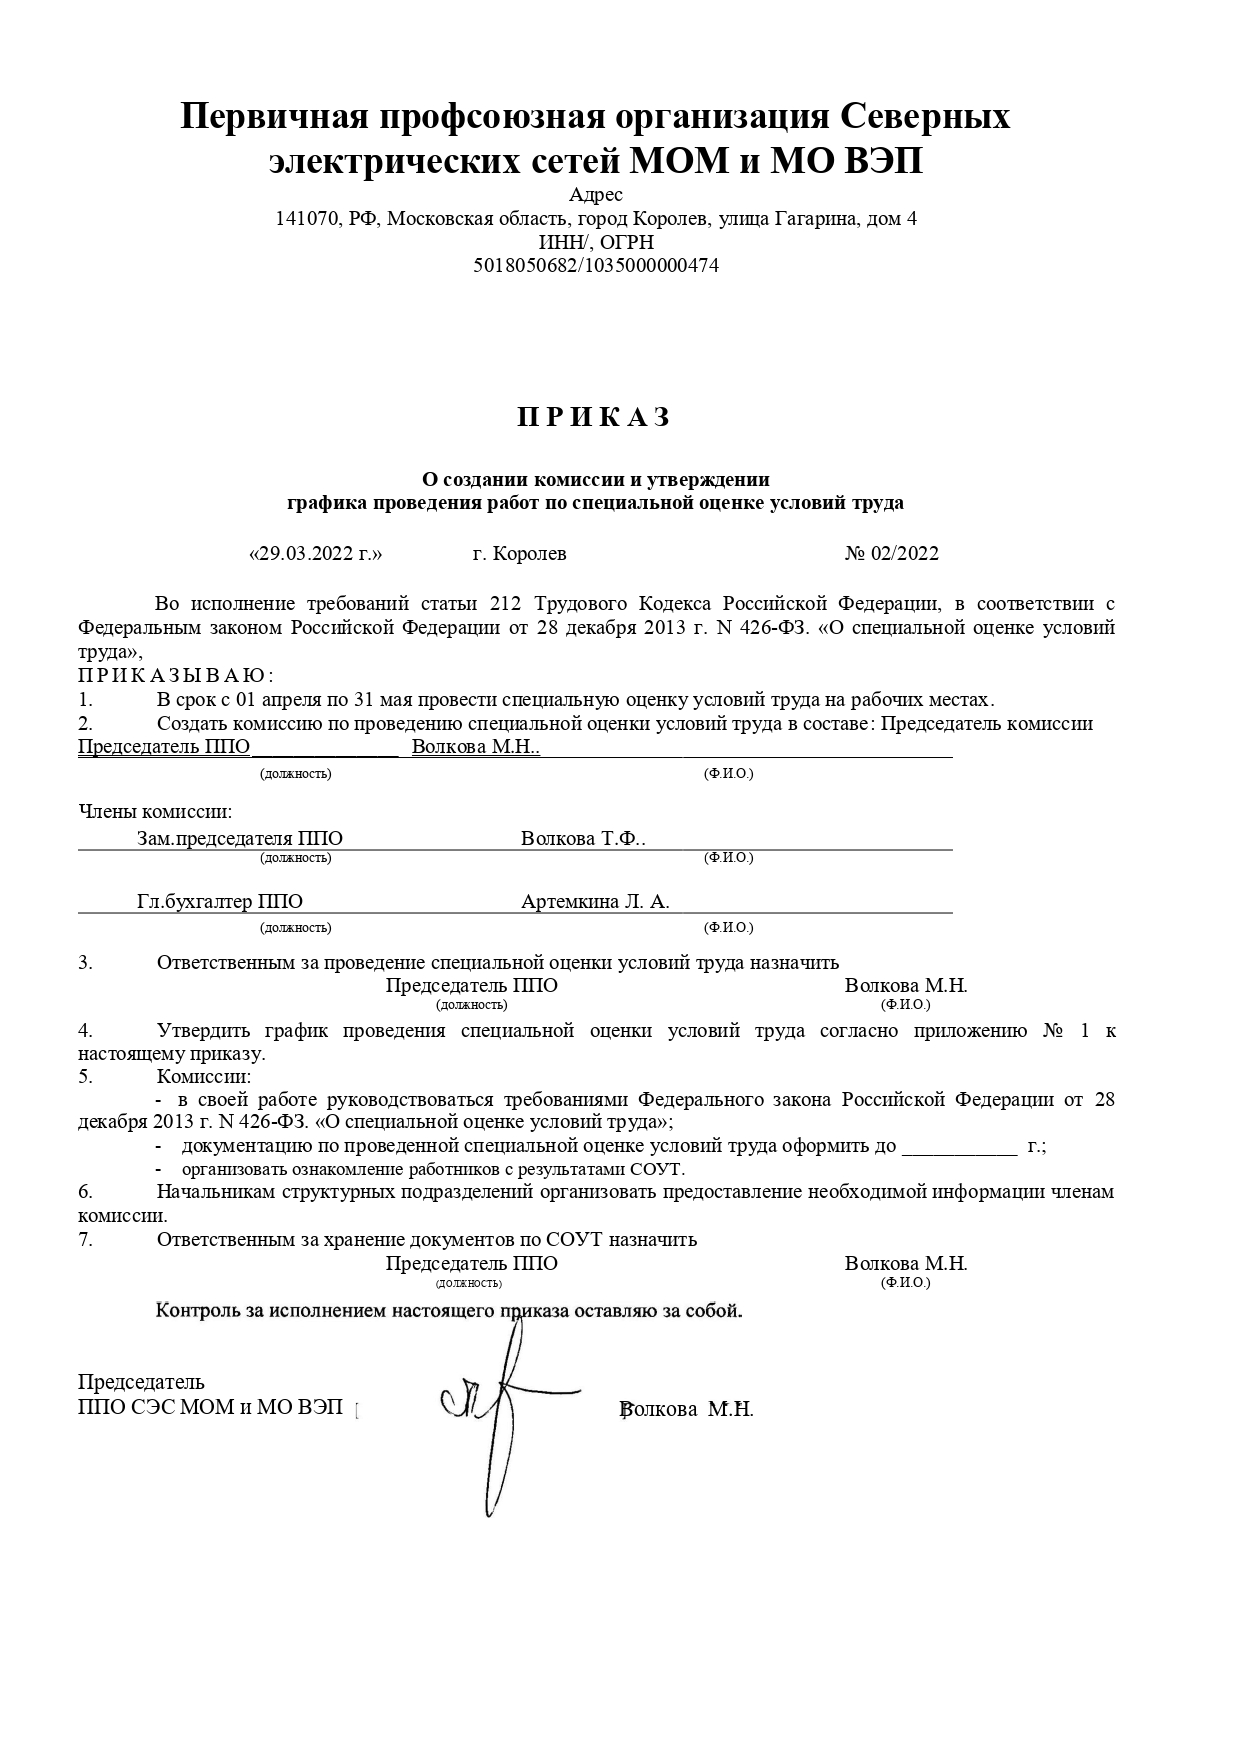 Первичная профсоюзная организация Северных
электрических сетей МОМ и МО ВЭП
Адрес
141070, РФ, Московская область, город Королев, улица Гагарина, дом 4
ИНН/, ОГРН
5018050682/1035000000474
П Р И К А З
О создании комиссии и утверждении
графика проведения работ по специальной оценке условий труда
«29.03.2022 г.» г. Королев № 02/2022
Во исполнение требований статьи 212 Трудового Кодекса Российской Федерации, в соответствии с
Федеральным законом Российской Федерации от 28 декабря 2013 г. N 426-ФЗ. «О специальной оценке условий
труда»,
П Р И К А З Ы В А Ю :
1. В срок с 01 апреля по 31 мая провести специальную оценку условий труда на рабочих местах.
2. Создать комиссию по проведению специальной оценки условий труда в составе: Председатель комиссии
Председатель ППО______________ Волкова М.Н..
(должность) (Ф.И.О.)
Члены комиссии:
Зам.председателя ППО Волкова Т.Ф..
(должность) (Ф.И.О.)
Гл.бухгалтер ППО Артемкина Л. А.
(должность) (Ф.И.О.)
3. Ответственным за проведение специальной оценки условий труда назначить
Председатель ППО Волкова М.Н.
(должность) (Ф.И.О.)
4. Утвердить график проведения специальной оценки условий труда согласно приложению № 1 к
настоящему приказу.
5. Комиссии:
- в своей работе руководствоваться требованиями Федерального закона Российской Федерации от 28
декабря 2013 г. N 426-ФЗ. «О специальной оценке условий труда»;
- документацию по проведенной специальной оценке условий труда оформить до ___________ г.;
- организовать ознакомление работников с результатами СОУТ.
6. Начальникам структурных подразделений организовать предоставление необходимой информации членам
комиссии.
7. Ответственным за хранение документов по СОУТ назначить
Председатель ППО Волкова М.Н.
(должность) (Ф.И.О.)
Контроль за исполнением настоящего приказа оставляю за собой.
Председатель
ППО СЭС МОМ и МО ВЭП Волкова М.Н.